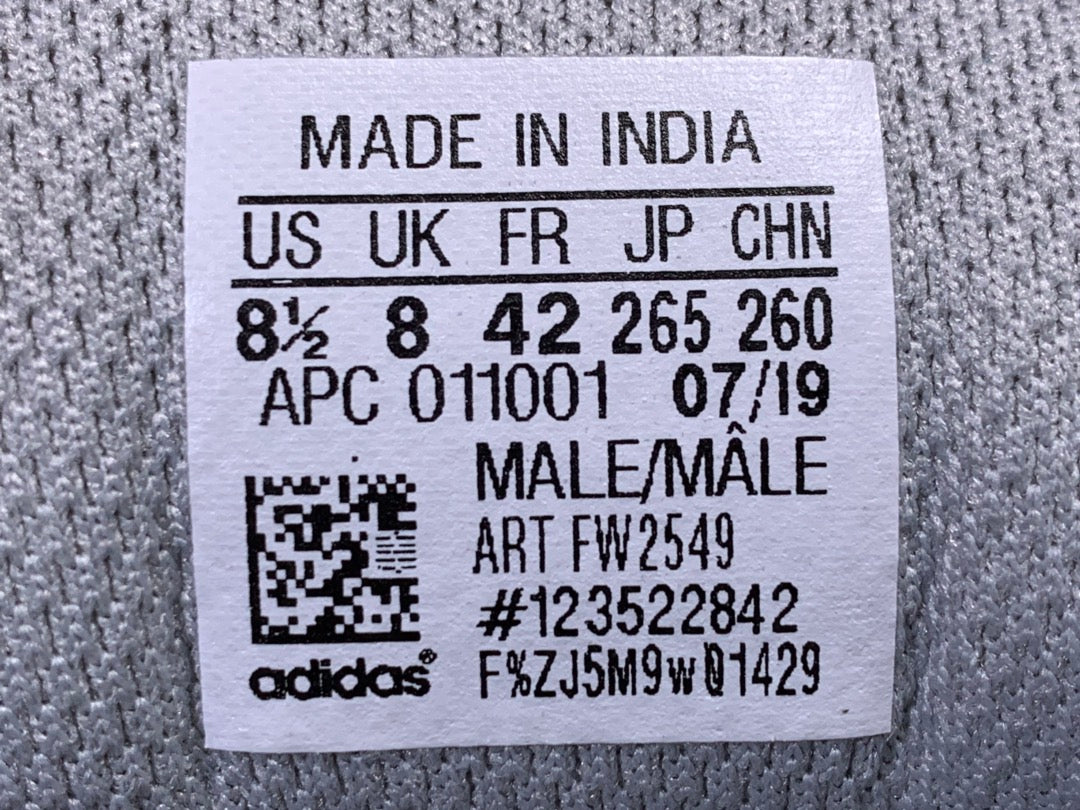 MADE IN INDIA
US UK FR JP CHN
8½ 8 42 265 260
APC 011001 07/19
MALE/MÂLE
ART FW2549
#123522842
adidas® F%ZJ5M9w01429